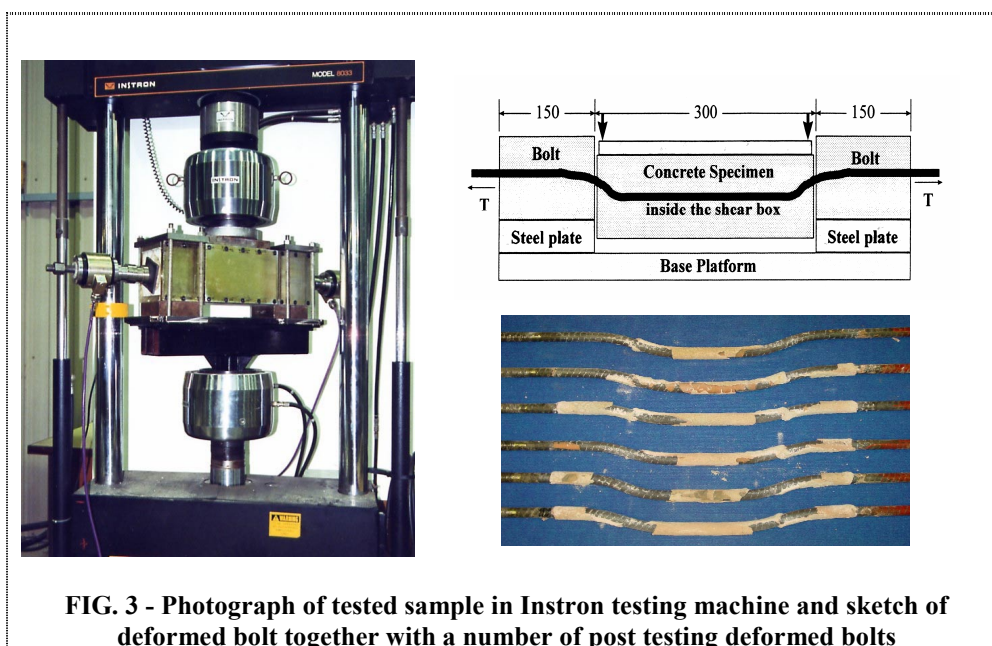 INSTRON
MODEL 8033
INSTRON
150
300
150
Bolt
Bolt
Concrete Specimen
T
T
inside the shear box
Steel plate
Steel plate
Base Platform
FIG. 3 - Photograph of tested sample in Instron testing machine and sketch of
deformed bolt together with a number of post testing deformed bolts